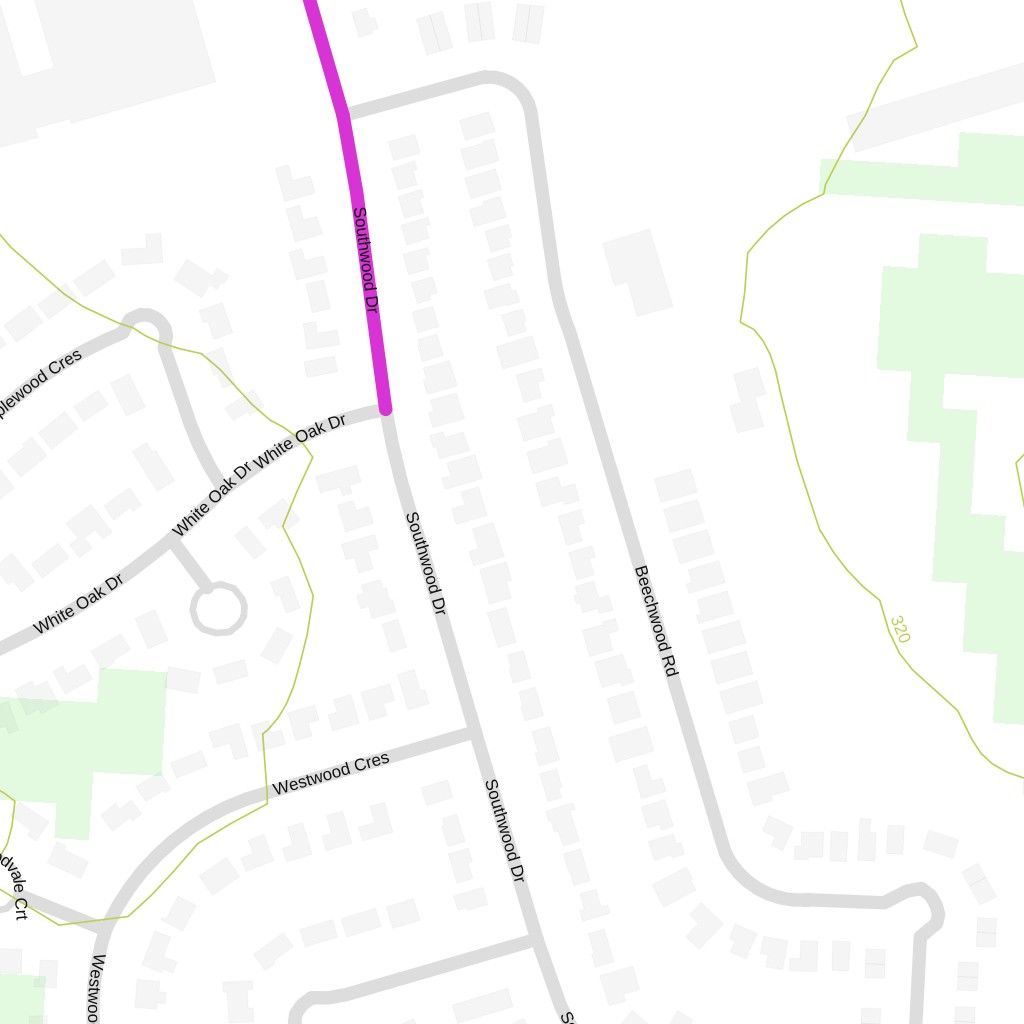 Southwood Dr
plewood Cres
White Oak Dr
White Oak Dr
Southwood Dr
Beechwood Rd
White Oak Dr
320
Westwood Cres
Southwood Dr
dvale Crt
Westwoo
S